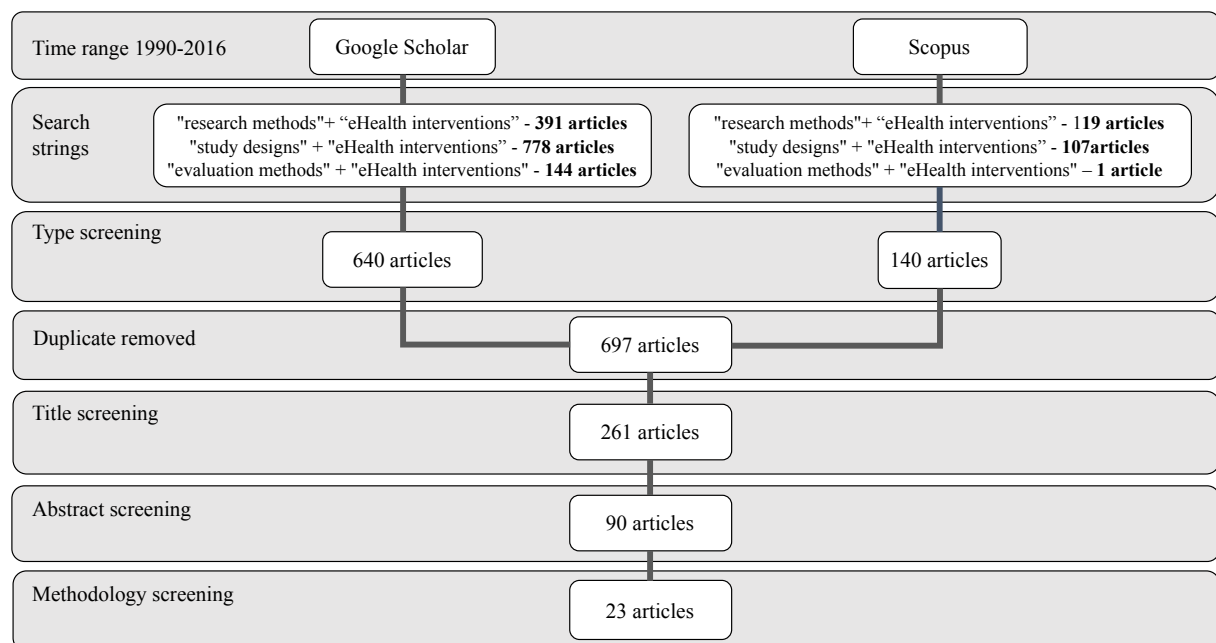 Time range 1990-2016
Google Scholar
Scopus
Search
strings
"research methods"+ “eHealth interventions” - 391 articles
"study designs" + "eHealth interventions” - 778 articles
"evaluation methods" + "eHealth interventions" - 144 articles
"research methods"+ “eHealth interventions” - 119 articles
"study designs" + "eHealth interventions” - 107articles
"evaluation methods" + "eHealth interventions" – 1 article
Type screening
640 articles
140 articles
Duplicate removed
697 articles
Title screening
261 articles
Abstract screening
90 articles
Methodology screening
23 articles